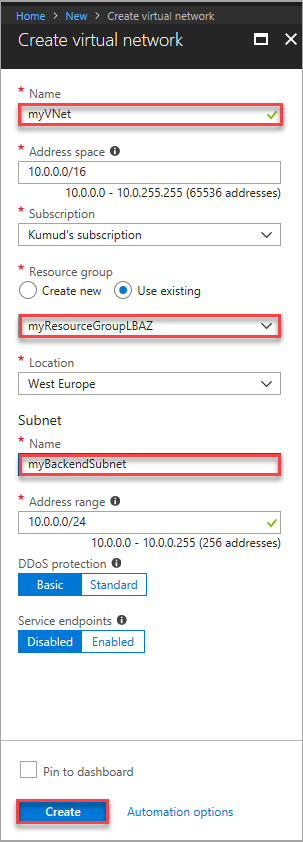 Home > New > Create virtual network
Create virtual network
* Name
myVNet
* Address space
10.0.0.0/16
10.0.0.0 - 10.0.255.255 (65536 addresses)
* Subscription
Kumud's subscription
* Resource group
Create new Use existing
myResourceGroupLBAZ
* Location
West Europe
Subnet
* Name
myBackendSubnet
* Address range
10.0.0.0/24
10.0.0.0 - 10.0.0.255 (256 addresses)
DDoS protection
Basic Standard
Service endpoints
Disabled Enabled
Pin to dashboard
Create Automation options